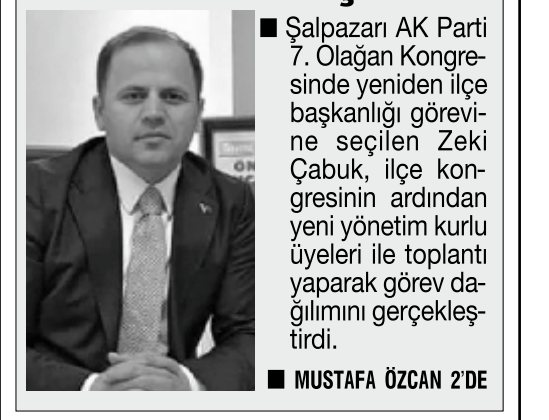 ■ Şalpazarı AK Parti
7. Olağan Kongre-
sinde yeniden ilçe
başkanlığı görevi-
ne seçilen Zeki
Çabuk, ilçe kon-
gresinin ardından
yeni yönetim kurlu
üyeleri ile toplantı
yaparak görev da-
ğılımını gerçekleş-
tirdi.
■ MUSTAFA ÖZCAN 2'DE